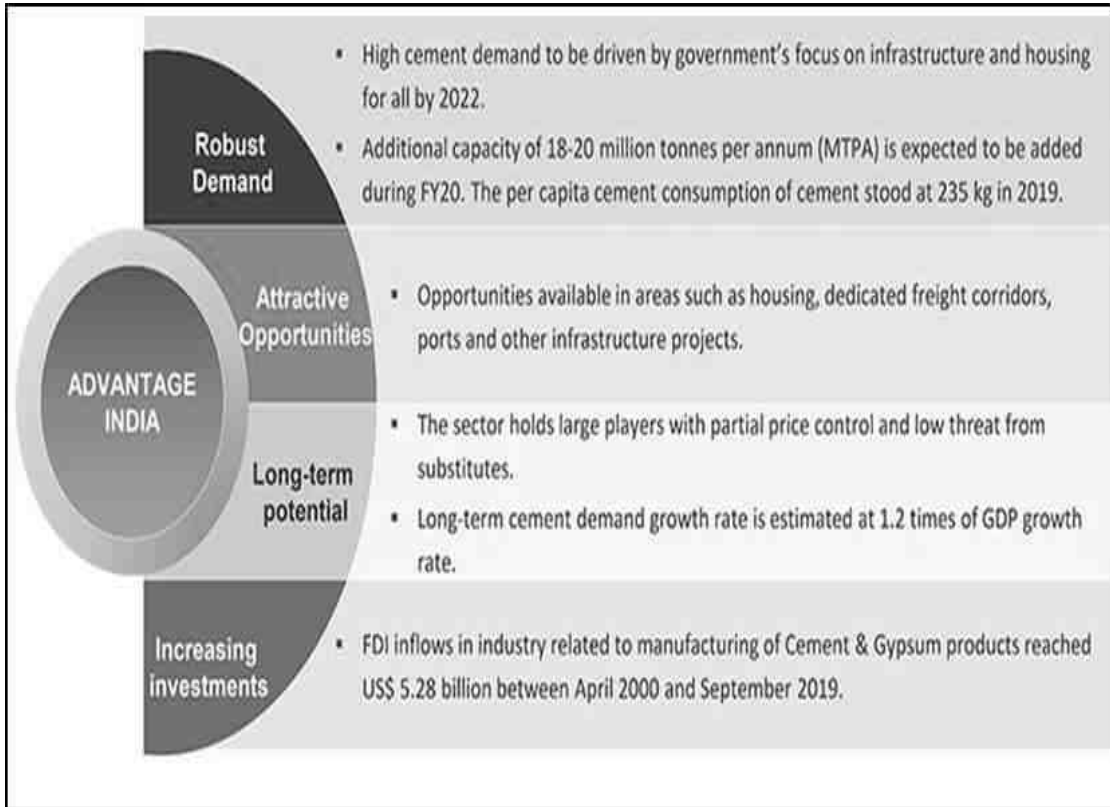 ADVANTAGE
INDIA
Robust
Demand
▪ High cement demand to be driven by government's focus on infrastructure and housing
for all by 2022.
▪ Additional capacity of 18-20 million tonnes per annum (MTPA) is expected to be added
during FY20. The per capita cement consumption of cement stood at 235 kg in 2019.
Attractive
Opportunities
▪ Opportunities available in areas such as housing, dedicated freight corridors,
ports and other infrastructure projects.
Long-term
potential
▪ The sector holds large players with partial price control and low threat from
substitutes.
▪ Long-term cement demand growth rate is estimated at 1.2 times of GDP growth
rate.
Increasing
investments
▪ FDI inflows in industry related to manufacturing of Cement & Gypsum products reached
US$ 5.28 billion between April 2000 and September 2019.